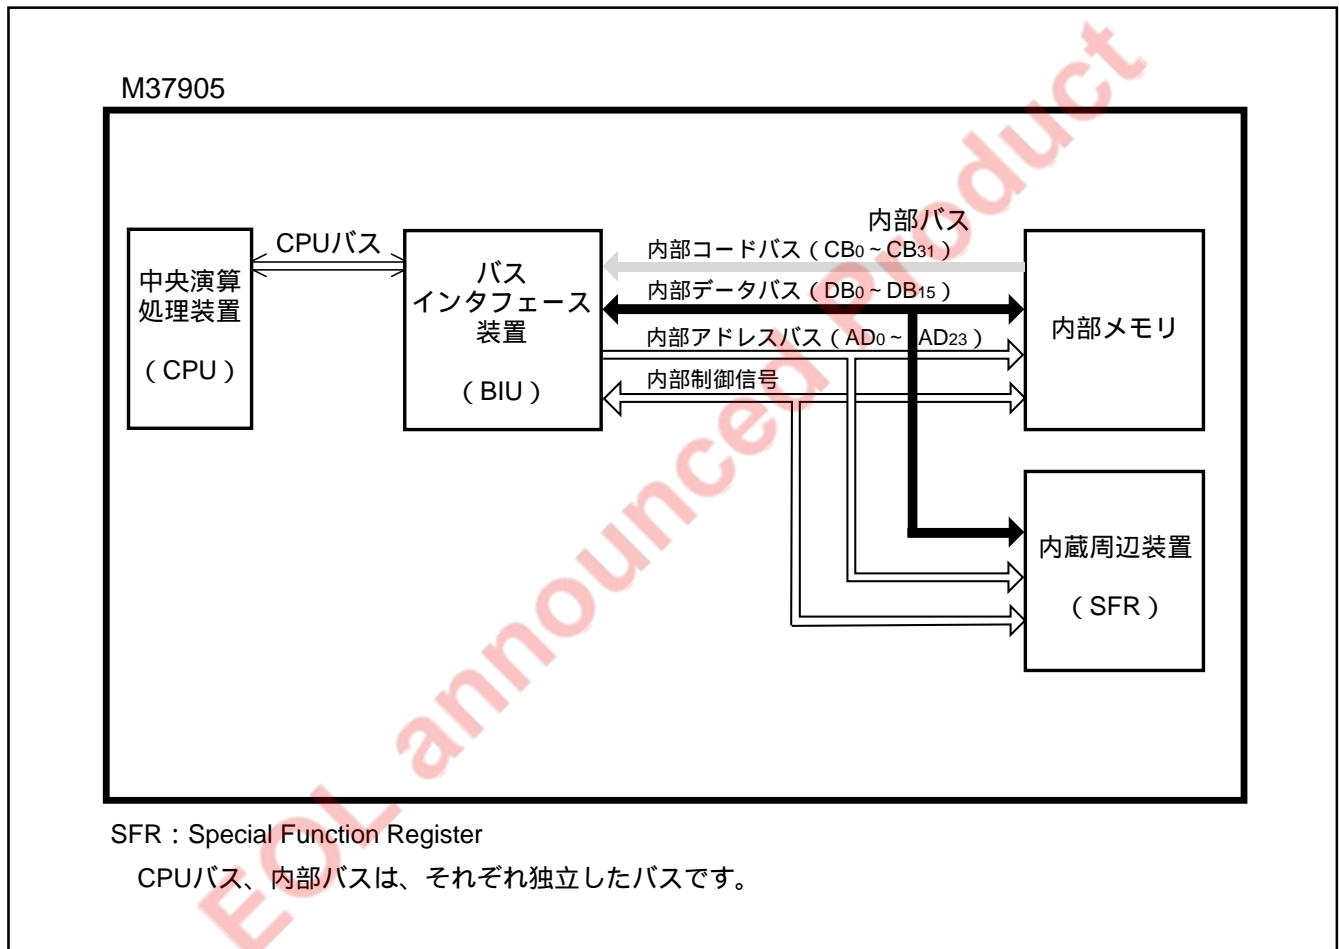 M37905
内部バス
CPUバス
内部コードバス（CB0～CB31）
中央演算
処理装置
（CPU）
バス
インタフェース
装置
（BIU）
内部データバス（DB0～DB15）
内部アドレスバス（AD0～AD23）
内部制御信号
内部メモリ
内蔵周辺装置
（SFR）
SFR：Special Function Register
CPUバス、内部バスは、それぞれ独立したバスです。
EOL announced Product